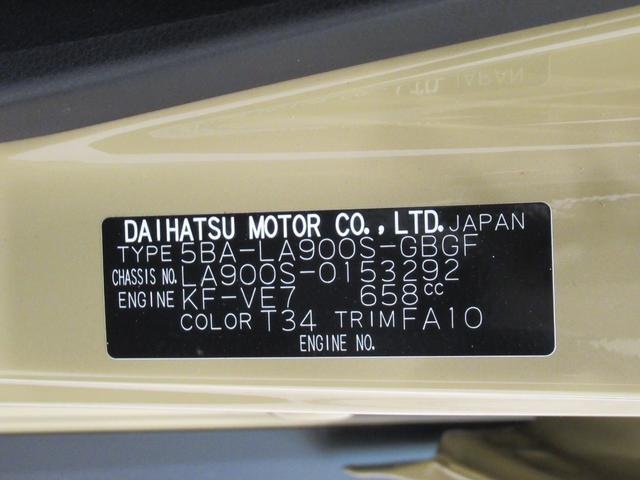 DAIHATSU MOTOR CO., LTD. JAPAN
TYPE 5BA-LA900S-GBGF
CHASSIS NO. LA900S-0153292
ENGINE KF-VE7 658cc
COLOR T34 TRIM FA10
ENGINE NO.